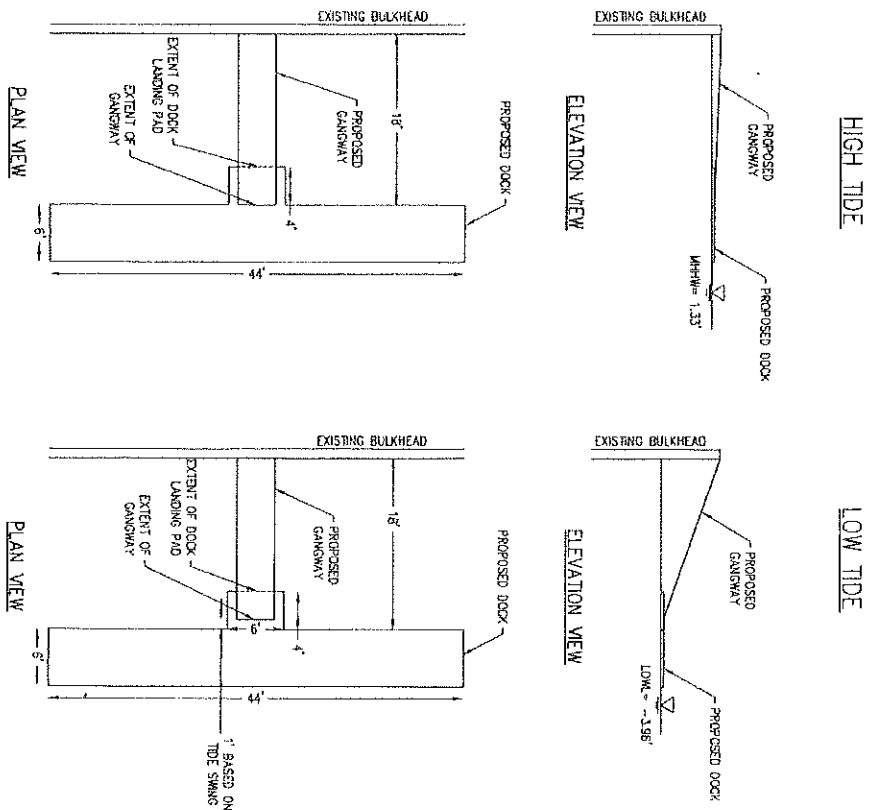 HIGH TIDE
EXISTING BULKHEAD
PROPOSED
GANGWAY
PROPOSED DOCK
MHHW= 1.33'
ELEVATION VIEW
EXISTING BULKHEAD
PROPOSED DOCK
18'
PROPOSED
GANGWAY
EXTENT OF DOCK
LANDING PAD
EXTENT OF
GANGWAY
4'
6'
44'
PLAN VIEW
LOW TIDE
EXISTING BULKHEAD
PROPOSED
GANGWAY
PROPOSED DOCK
ELEVATION VIEW
EXISTING BULKHEAD
PROPOSED DOCK
18'
PROPOSED
GANGWAY
EXTENT OF DOCK
LANDING PAD
EXTENT OF
GANGWAY
4'
6'
6'
44'
1' BASED ON
TIDE SWING
PLAN VIEW